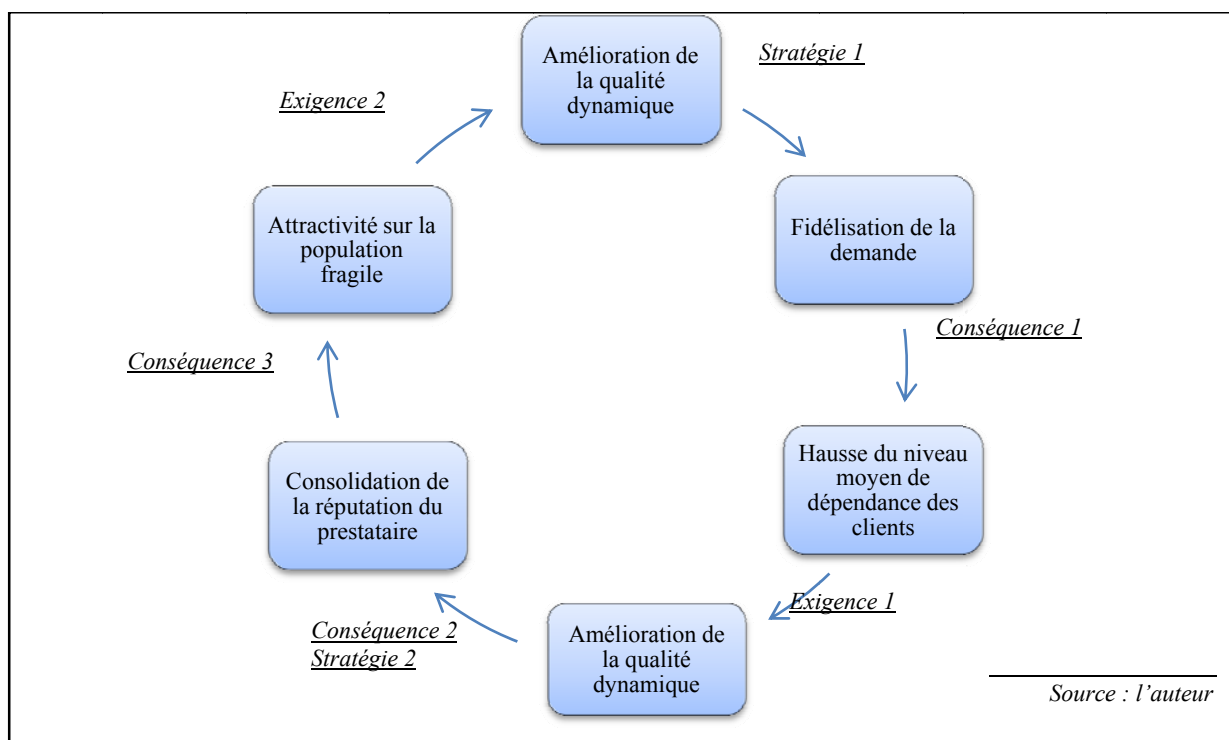 Amélioration de
la qualité
dynamique
Stratégie 1
Fidélisation de la
demande
Conséquence 1
Hausse du niveau
moyen de
dépendance des
clients
Exigence 1
Amélioration de
la qualité
dynamique
Conséquence 2
Stratégie 2
Consolidation de
la réputation du
prestataire
Conséquence 3
Attractivité sur la
population
fragile
Exigence 2
Source : l’auteur